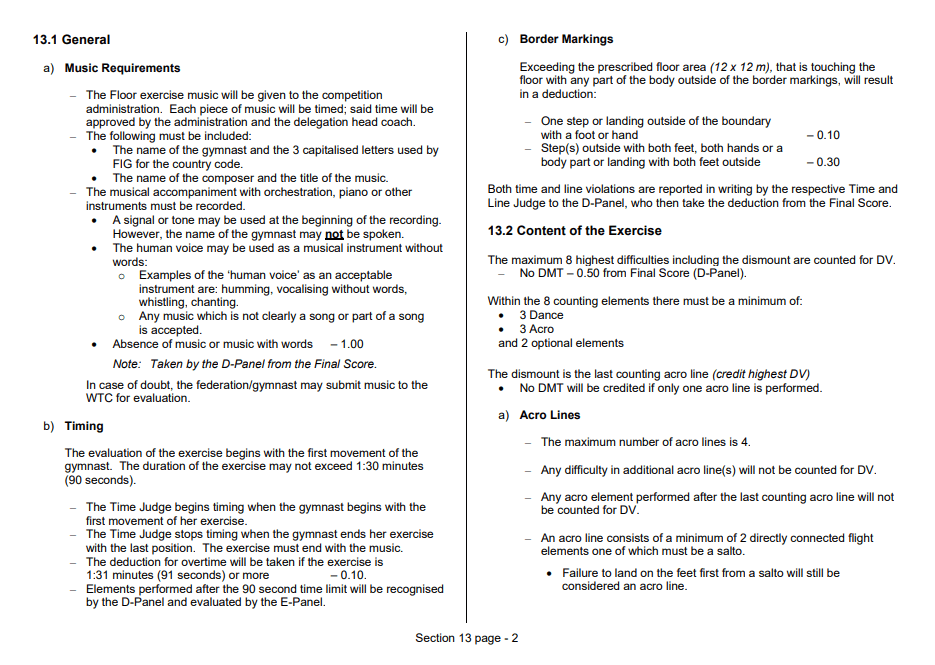 13.1 General
a) Music Requirements
– The Floor exercise music will be given to the competition
administration. Each piece of music will be timed; said time will be
approved by the administration and the delegation head coach.
– The following must be included:
• The name of the gymnast and the 3 capitalised letters used by
FIG for the country code.
• The name of the composer and the title of the music.
– The musical accompaniment with orchestration, piano or other
instruments must be recorded.
• A signal or tone may be used at the beginning of the recording.
However, the name of the gymnast may not be spoken.
• The human voice may be used as a musical instrument without
words:
o Examples of the ‘human voice’ as an acceptable
instrument are: humming, vocalising without words,
whistling, chanting.
o Any music which is not clearly a song or part of a song
is accepted.
• Absence of music or music with words – 1.00
Note: Taken by the D-Panel from the Final Score.
In case of doubt, the federation/gymnast may submit music to the
WTC for evaluation.
b) Timing
The evaluation of the exercise begins with the first movement of the
gymnast. The duration of the exercise may not exceed 1:30 minutes
(90 seconds).
– The Time Judge begins timing when the gymnast begins with the
first movement of her exercise.
– The Time Judge stops timing when the gymnast ends her exercise
with the last position. The exercise must end with the music.
– The deduction for overtime will be taken if the exercise is
1:31 minutes (91 seconds) or more – 0.10.
– Elements performed after the 90 second time limit will be recognised
by the D-Panel and evaluated by the E-Panel.
c) Border Markings
Exceeding the prescribed floor area (12 x 12 m), that is touching the
floor with any part of the body outside of the border markings, will result
in a deduction:
– One step or landing outside of the boundary
with a foot or hand – 0.10
– Step(s) outside with both feet, both hands or a
body part or landing with both feet outside – 0.30
Both time and line violations are reported in writing by the respective Time and
Line Judge to the D-Panel, who then take the deduction from the Final Score.
13.2 Content of the Exercise
The maximum 8 highest difficulties including the dismount are counted for DV.
– No DMT – 0.50 from Final Score (D-Panel).
Within the 8 counting elements there must be a minimum of:
• 3 Dance
• 3 Acro
and 2 optional elements
The dismount is the last counting acro line (credit highest DV)
• No DMT will be credited if only one acro line is performed.
a) Acro Lines
– The maximum number of acro lines is 4.
– Any difficulty in additional acro line(s) will not be counted for DV.
– Any acro element performed after the last counting acro line will not
be counted for DV.
– An acro line consists of a minimum of 2 directly connected flight
elements one of which must be a salto.
• Failure to land on the feet first from a salto will still be
considered an acro line.
Section 13 page - 2